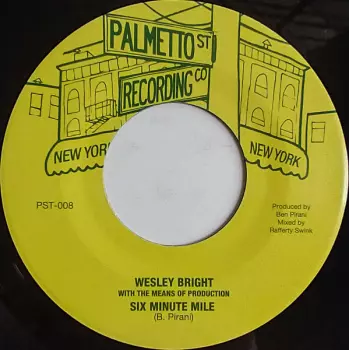 PALMETTO ST
RECORDING CO
NEW YORK
NEW YORK
PST-008
Produced by
Ben Pirani
Mixed by
Rafferty Swink
WESLEY BRIGHT
WITH THE MEANS OF PRODUCTION
SIX MINUTE MILE
(B. Pirani)